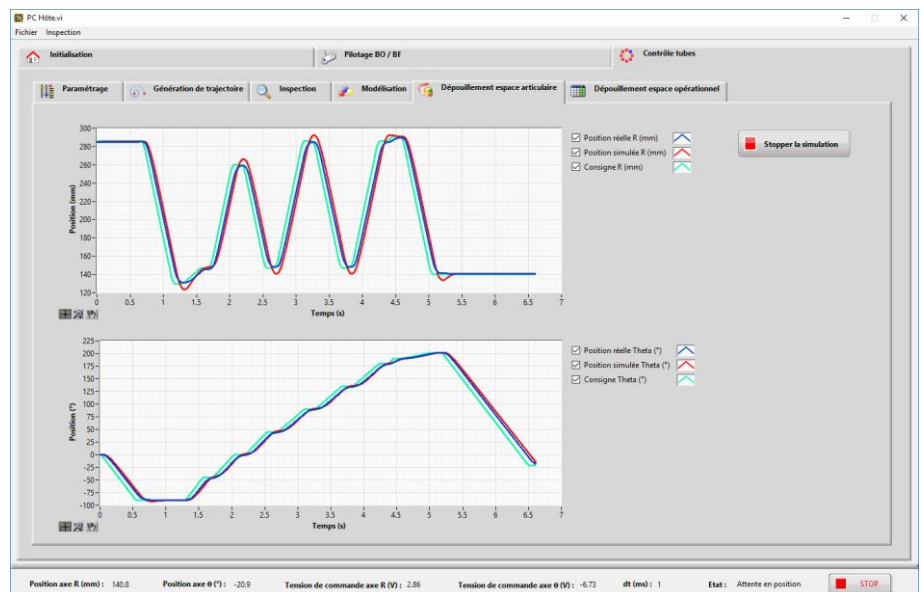 PC Hôte.vi
Fichier Inspection
Initialisation Pilotage BO / BF Contrôle tubes
Paramétrage Génération de trajectoire Inspection Modélisation Dépouillement espace articulaire Dépouillement espace opérationnel
300
280
260
240
220
200
180
160
140
120
Position (mm)
0 0.5 1 1.5 2 2.5 3 3.5 4 4.5 5 5.5 6 6.5 7
Temps (s)
Position réelle R (mm)
Position simulée R (mm)
Consigne R (mm)
Stopper la simulation
225
200
175
150
125
100
75
50
25
0
-25
-50
-75
-100
Position (°)
0 0.5 1 1.5 2 2.5 3 3.5 4 4.5 5 5.5 6 6.5 7
Temps (s)
Position réelle Theta (°)
Position simulée Theta (°)
Consigne Theta (°)
Position axe R (mm) : 140.8 Position axe θ (°) : -20.9 Tension de commande axe R (V) : 2.86 Tension de commande axe θ (V) : -6.73 dt (ms) : 1 Etat : Attente en position STOP